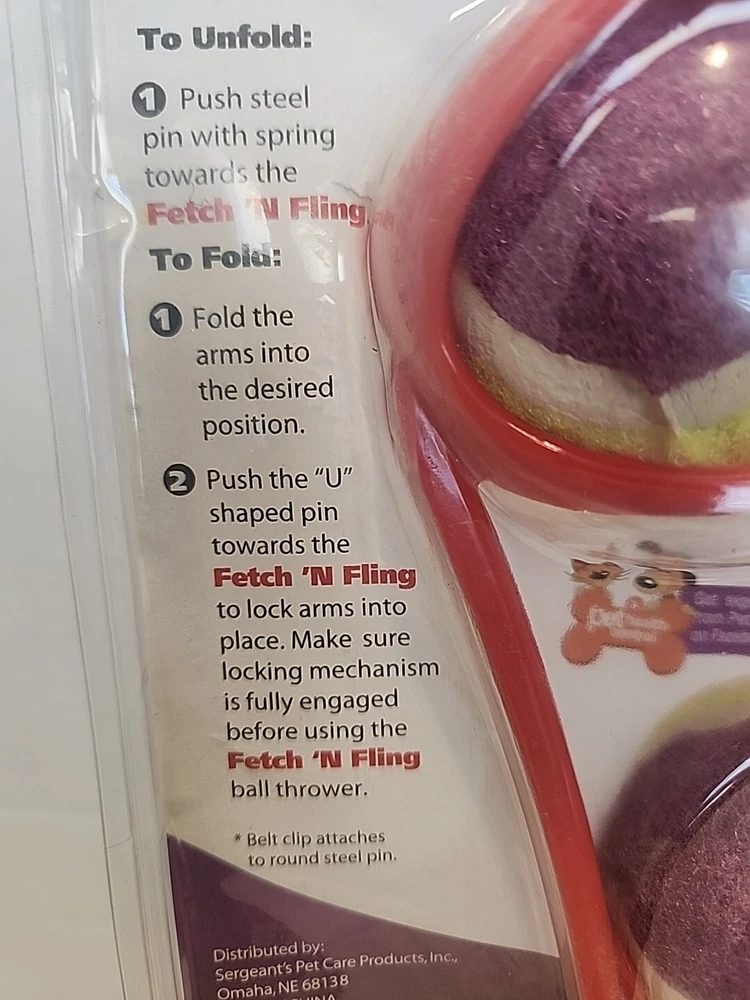 To Unfold:
1 Push steel
pin with spring
towards the
Fetch 'N Fling
To Fold:
1 Fold the
arms into
the desired
position.
2 Push the “U”
shaped pin
towards the
Fetch 'N Fling
to lock arms into
place. Make sure
locking mechanism
is fully engaged
before using the
Fetch 'N Fling
ball thrower.
* Belt clip attaches
to round steel pin.
Distributed by:
Sergeant's Pet Care Products, Inc.,
Omaha, NE 68138
CHINA
pet